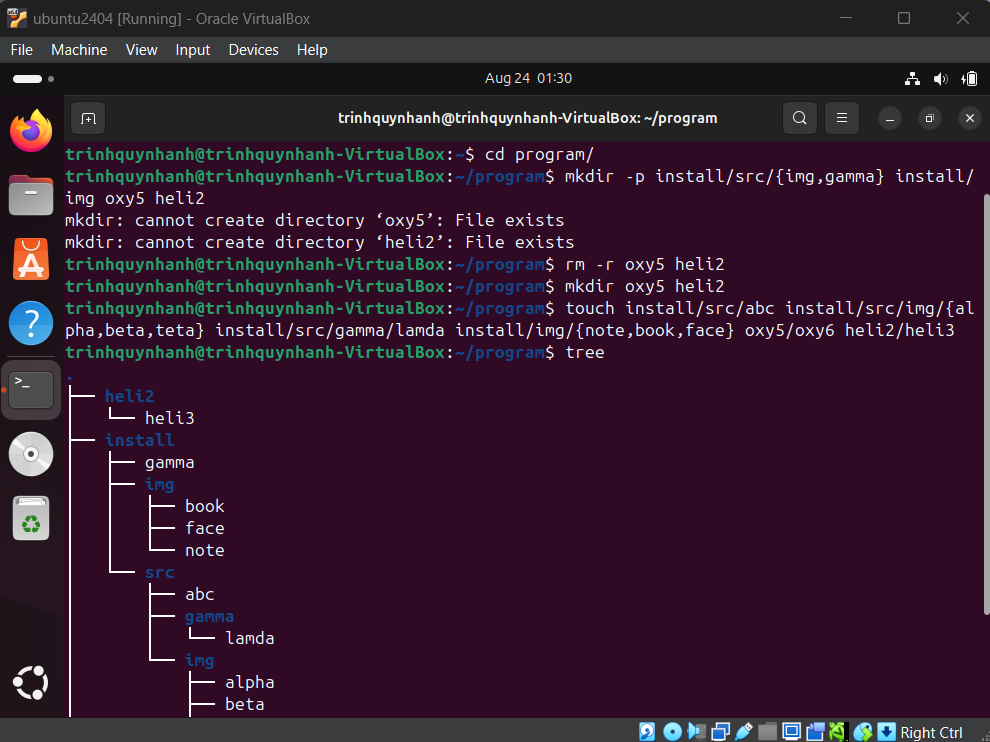 ubuntu2404 [Running] - Oracle VirtualBox
File Machine View Input Devices Help
Aug 24 01:30
trinhquynhanh@trinhquynhanh-VirtualBox: ~/program
trinhquynhanh@trinhquynhanh-VirtualBox:~$ cd program/
trinhquynhanh@trinhquynhanh-VirtualBox:~/program$ mkdir -p install/src/{img,gamma} install/
img oxy5 heli2
mkdir: cannot create directory ‘oxy5’: File exists
mkdir: cannot create directory ‘heli2’: File exists
trinhquynhanh@trinhquynhanh-VirtualBox:~/program$ rm -r oxy5 heli2
trinhquynhanh@trinhquynhanh-VirtualBox:~/program$ mkdir oxy5 heli2
trinhquynhanh@trinhquynhanh-VirtualBox:~/program$ touch install/src/abc install/src/img/{al
pha,beta,teta} install/src/gamma/lamda install/img/{note,book,face} oxy5/oxy6 heli2/heli3
trinhquynhanh@trinhquynhanh-VirtualBox:~/program$ tree
.
├── heli2
│   └── heli3
├── install
│   ├── gamma
│   ├── img
│   │   ├── book
│   │   ├── face
│   │   └── note
│   └── src
│       ├── abc
│       ├── gamma
│       │   └── lamda
│       └── img
│           ├── alpha
│           ├── beta
Right Ctrl